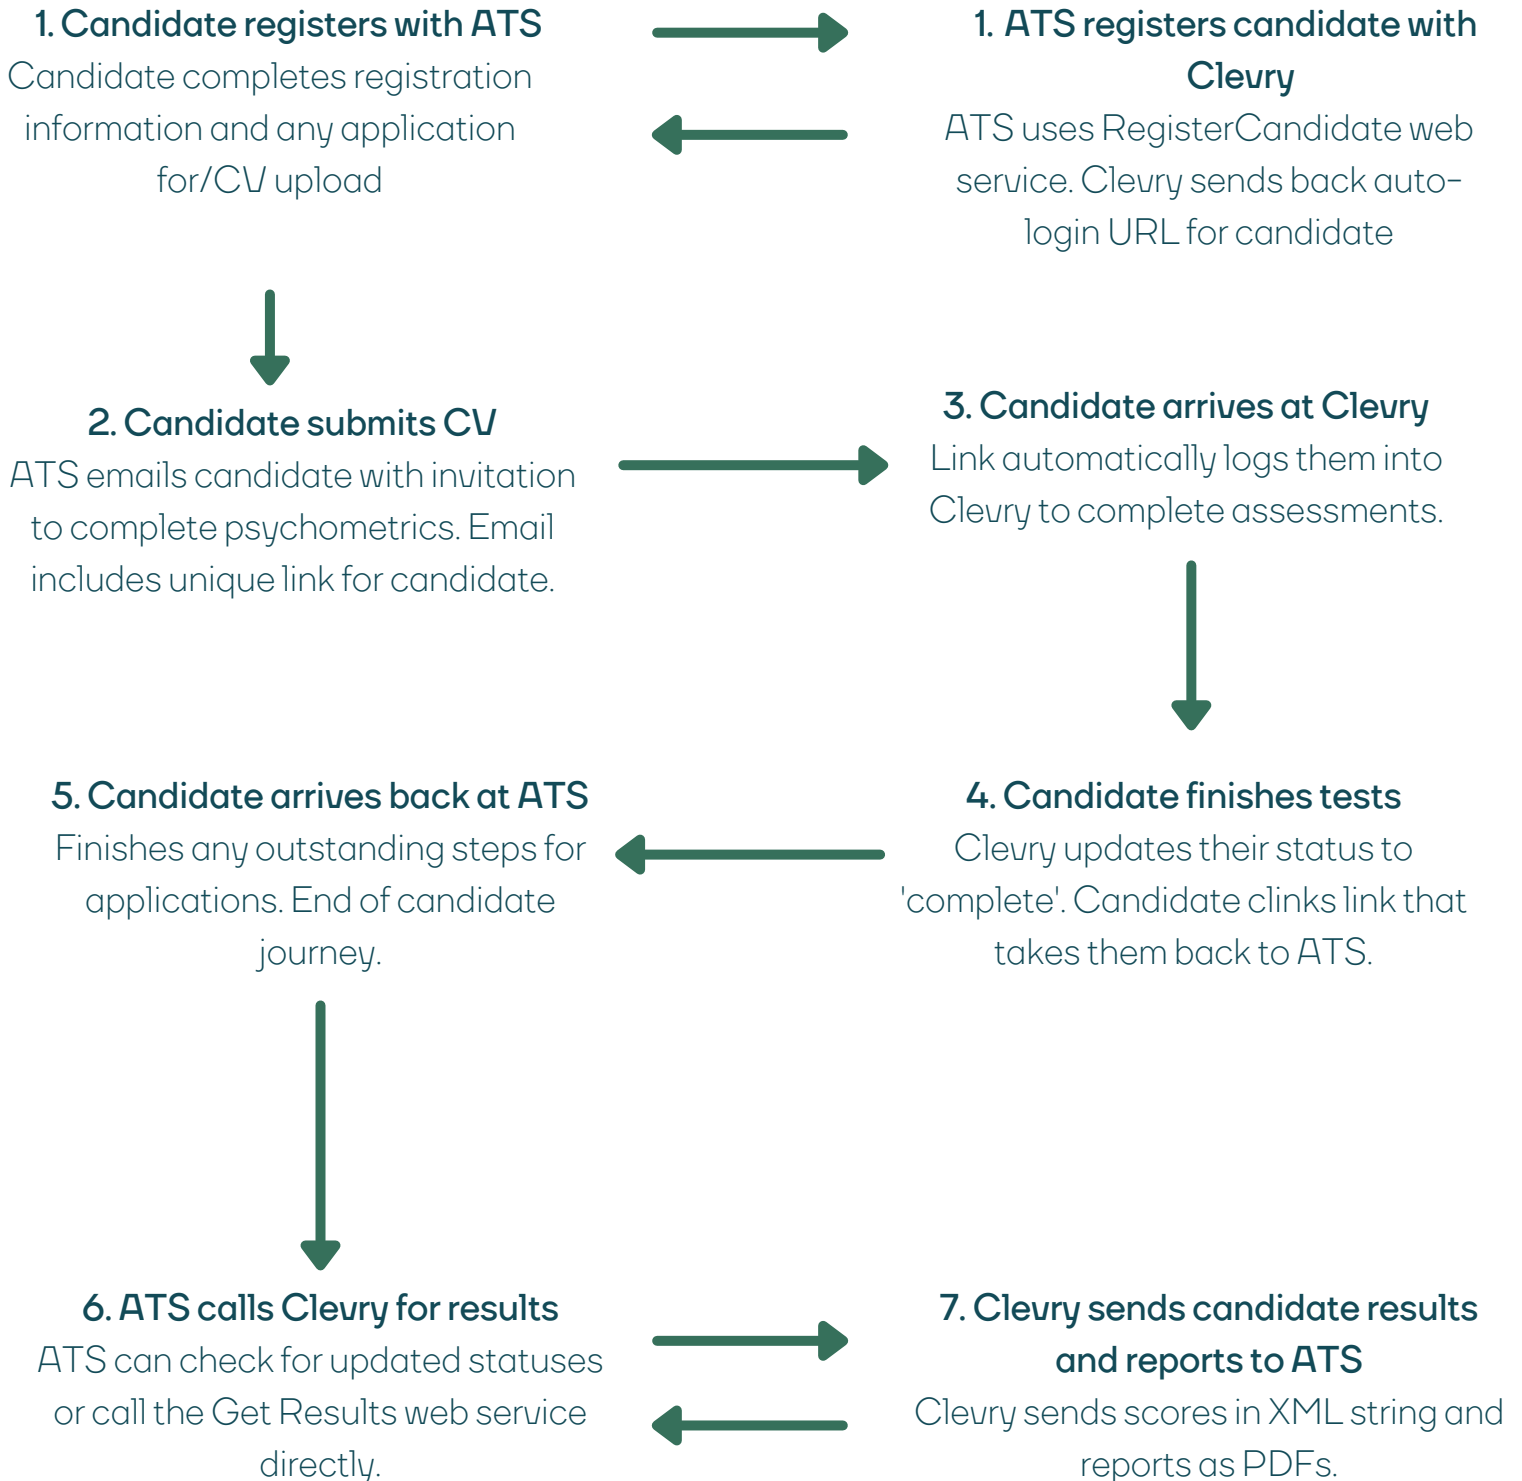 1. Candidate registers with ATS
Candidate completes registration
information and any application
for/CV upload
1. ATS registers candidate with
Clevry
ATS uses RegisterCandidate web
service. Clevry sends back auto-
login URL for candidate
2. Candidate submits CV
ATS emails candidate with invitation
to complete psychometrics. Email
includes unique link for candidate.
3. Candidate arrives at Clevry
Link automatically logs them into
Clevry to complete assessments.
4. Candidate finishes tests
Clevry updates their status to
'complete'. Candidate clinks link that
takes them back to ATS.
5. Candidate arrives back at ATS
Finishes any outstanding steps for
applications. End of candidate
journey.
6. ATS calls Clevry for results
ATS can check for updated statuses
or call the Get Results web service
directly.
7. Clevry sends candidate results
and reports to ATS
Clevry sends scores in XML string and
reports as PDFs.